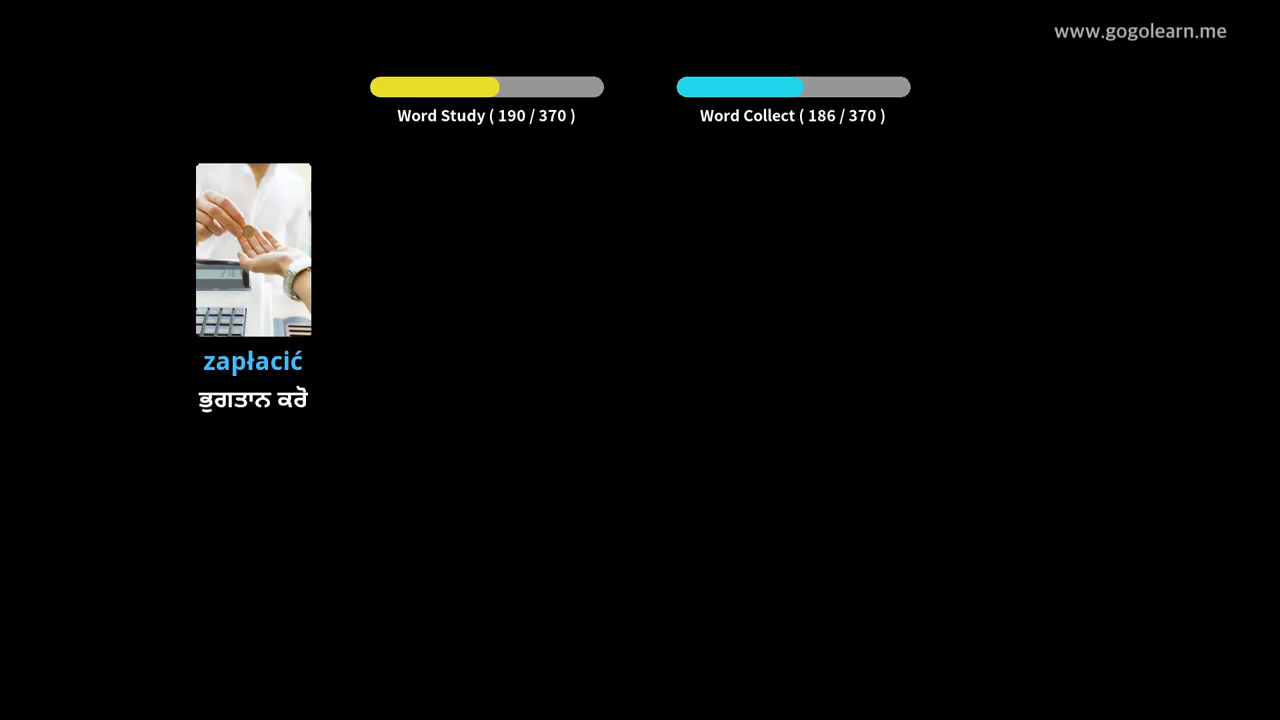 www.gogolearn.me
Word Study ( 190 / 370 )
Word Collect ( 186 / 370 )
zapłacić
ਭੁਗਤਾਨ ਕਰੋ